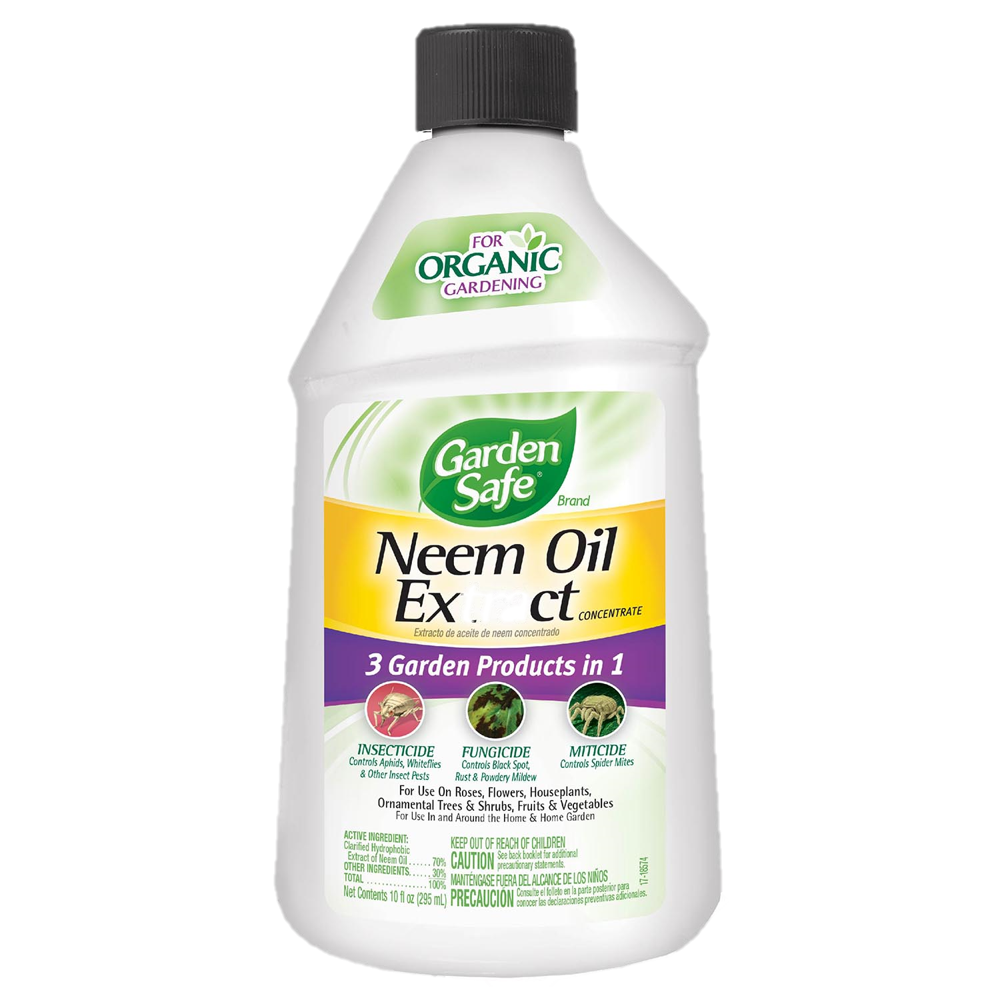 FOR
ORGANIC
GARDENING
Garden
Safe®
Brand
Neem Oil
Extract CONCENTRATE
Extracto de aceite de neem concentrado
3 Garden Products in 1
INSECTICIDE
Controls Aphids, Whiteflies
& Other Insect Pests
FUNGICIDE
Controls Black Spot,
Rust & Powdery Mildew
MITICIDE
Controls Spider Mites
For Use On Roses, Flowers, Houseplants,
Ornamental Trees & Shrubs, Fruits & Vegetables
For Use In and Around the Home & Home Garden
ACTIVE INGREDIENT:
Clarified Hydrophobic
Extract of Neem Oil ...... 70%
OTHER INGREDIENTS...... 30%
TOTAL ................ 100%
Net Contents 10 fl oz (295 mL)
KEEP OUT OF REACH OF CHILDREN
CAUTION See back booklet for additional
precautionary statements.
MANTÉNGASE FUERA DEL ALCANCE DE LOS NIÑOS
PRECAUCIÓN Consulte el folleto en la parte posterior para
conocer las declaraciones preventivas adicionales.
17-18574